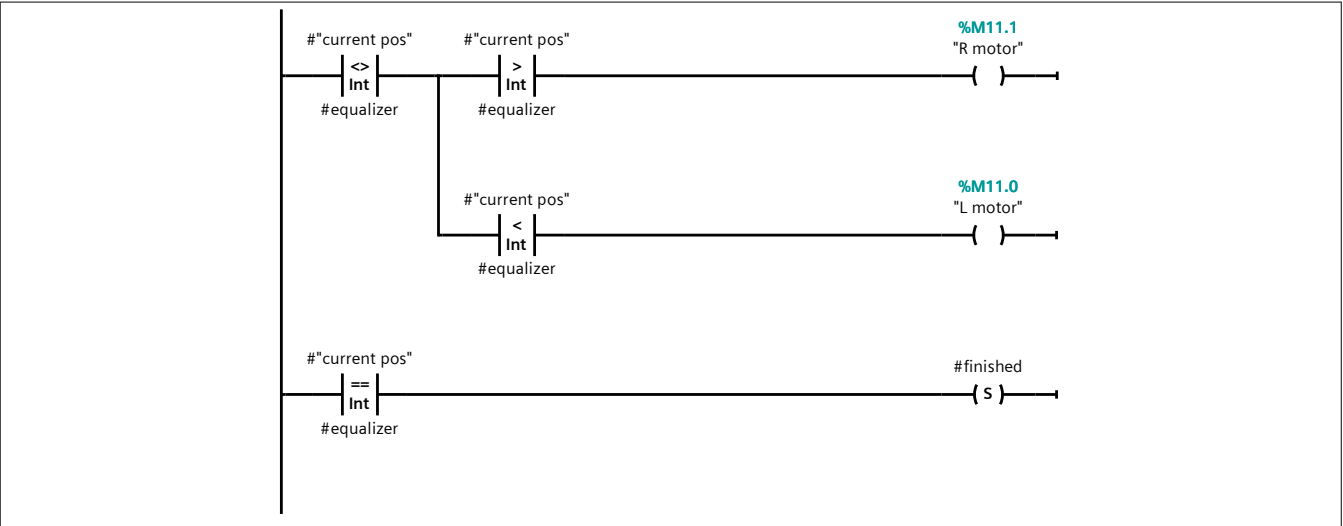 #"current pos" #"current pos" %M11.1
"R motor"
<> > ( )
Int Int
#equalizer #equalizer
#"current pos" %M11.0
"L motor"
< ( )
Int
#equalizer
#"current pos" #finished
== ( S )
Int
#equalizer